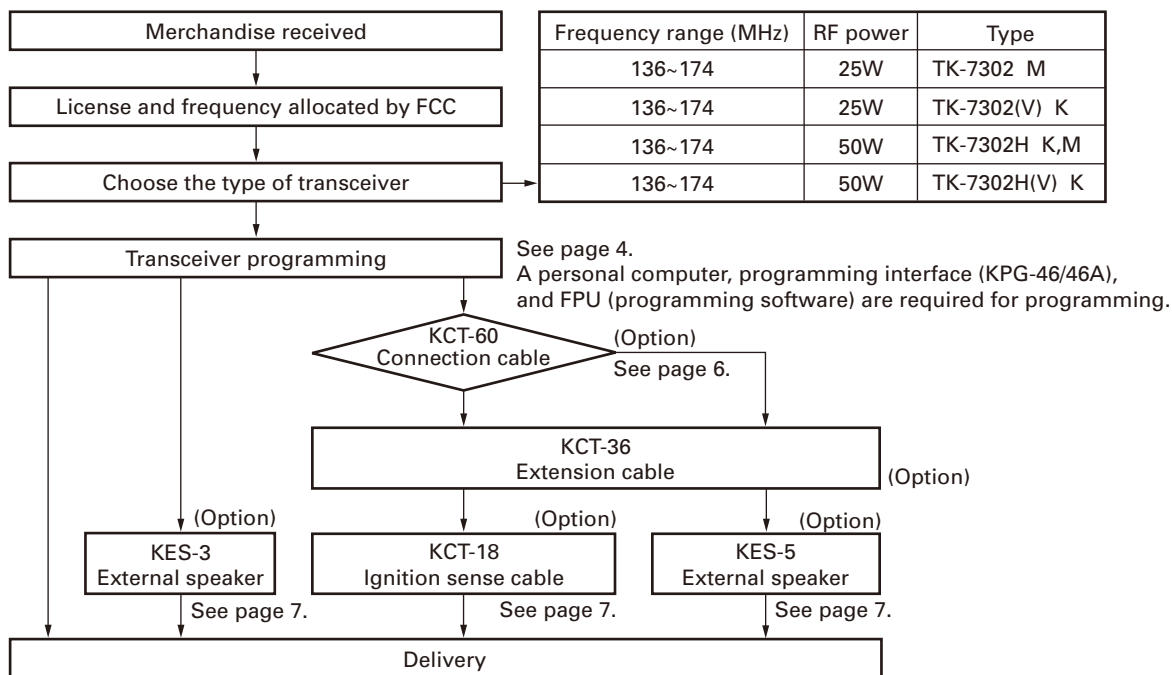 Merchandise received
License and frequency allocated by FCC
Choose the type of transceiver
Frequency range (MHz) RF power Type
136~174 25W TK-7302 M
136~174 25W TK-7302(V) K
136~174 50W TK-7302H K,M
136~174 50W TK-7302H(V) K
Transceiver programming
See page 4.
A personal computer, programming interface (KPG-46/46A),
and FPU (programming software) are required for programming.
KCT-60
Connection cable
(Option)
See page 6.
KCT-36
Extension cable
(Option)
(Option)
KES-3
External speaker
See page 7.
(Option)
KCT-18
Ignition sense cable
See page 7.
(Option)
KES-5
External speaker
See page 7.
Delivery